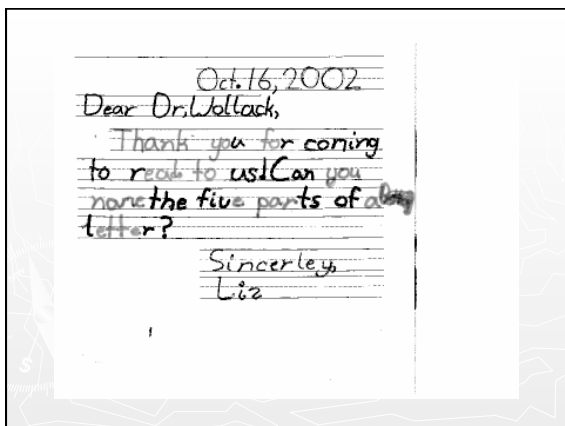 Oct. 16, 2002
Dear Dr. Wollack,
Thank you for coming
to read to us! Can you
name the five parts of a
letter?
Sincerley,
Liz